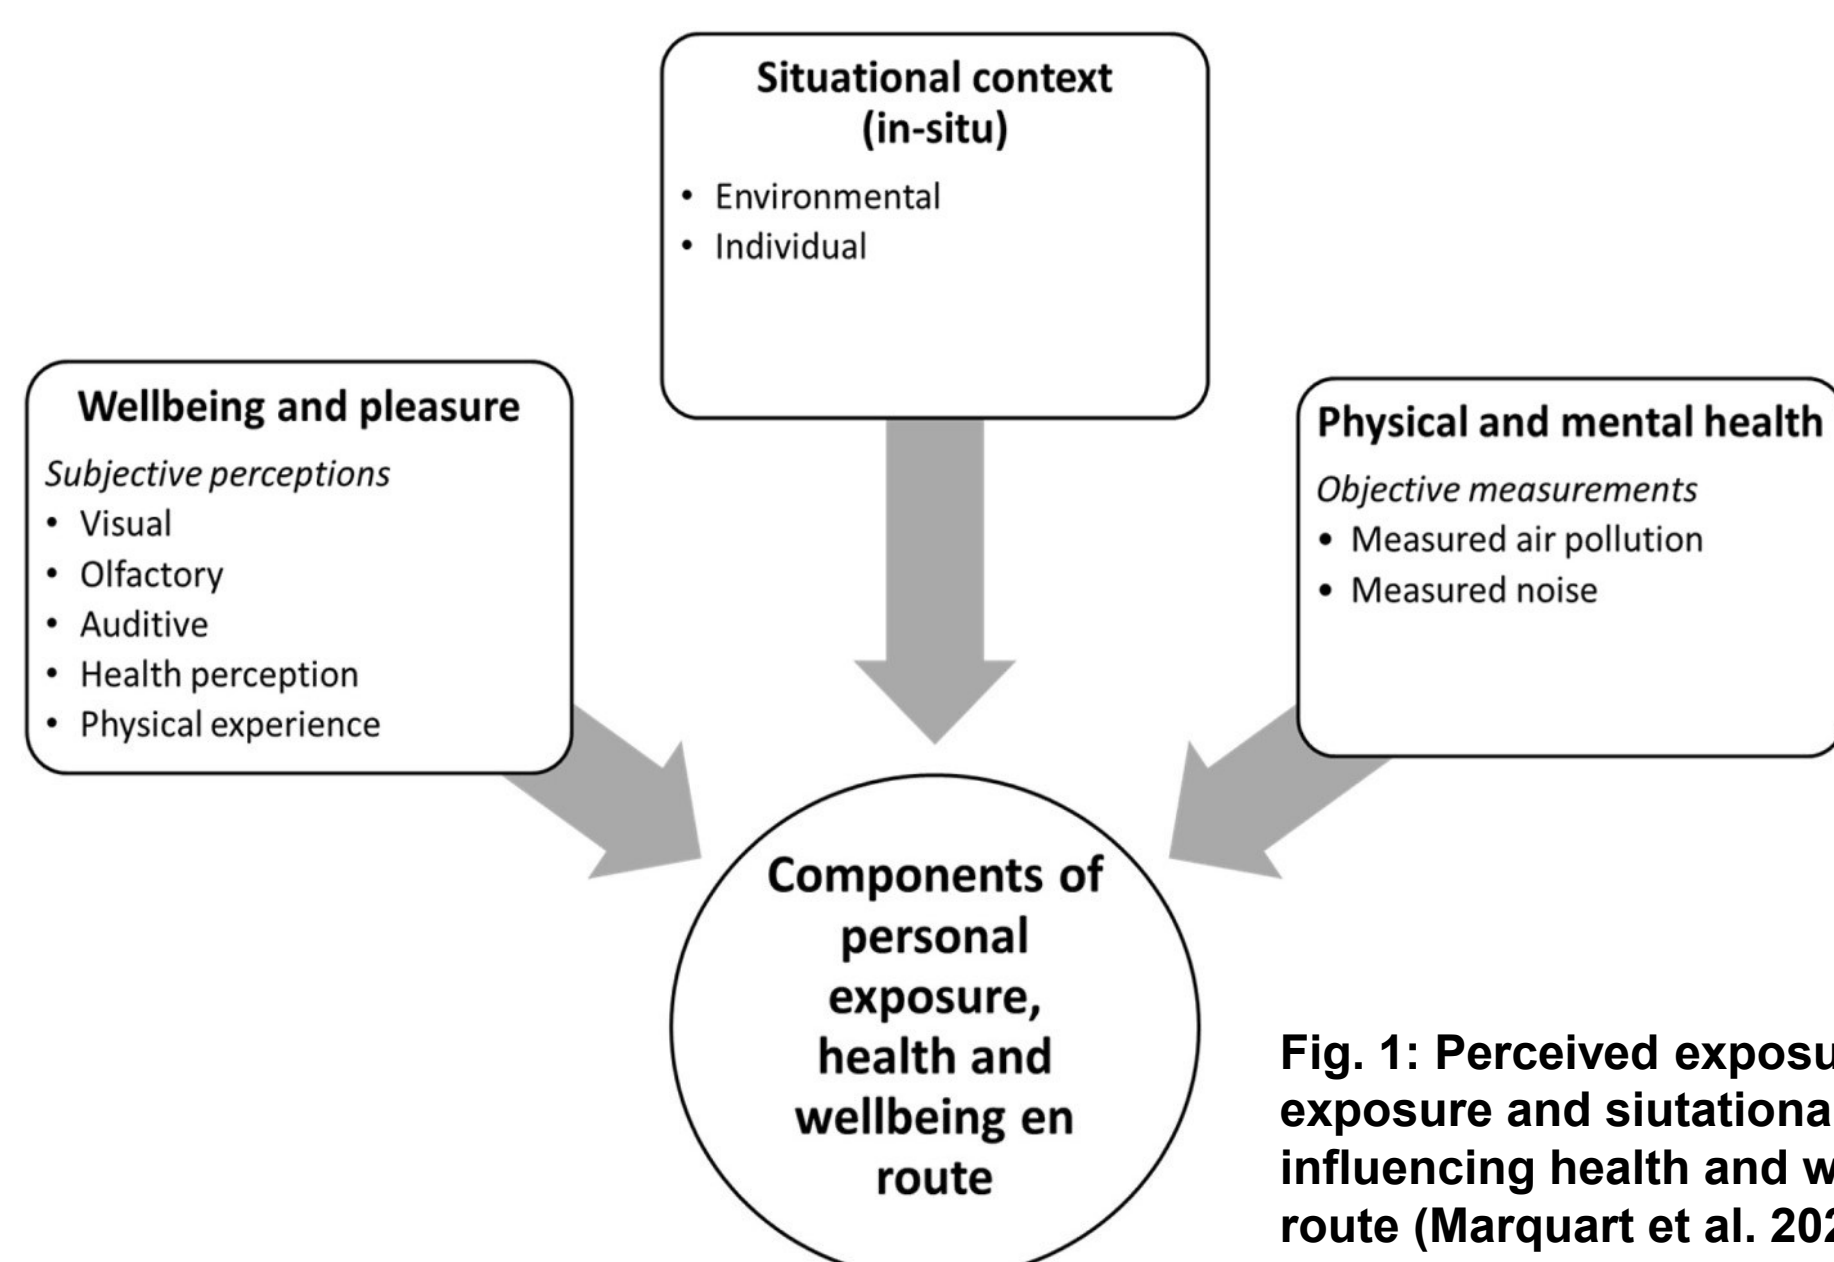 Situational context
(in-situ)
• Environmental
• Individual
Wellbeing and pleasure
Subjective perceptions
• Visual
• Olfactory
• Auditive
• Health perception
• Physical experience
Physical and mental health
Objective measurements
• Measured air pollution
• Measured noise
Components of
personal
exposure,
health and
wellbeing en
route
Fig. 1: Perceived
exposure and
influencing health and
route (Marquart et al.